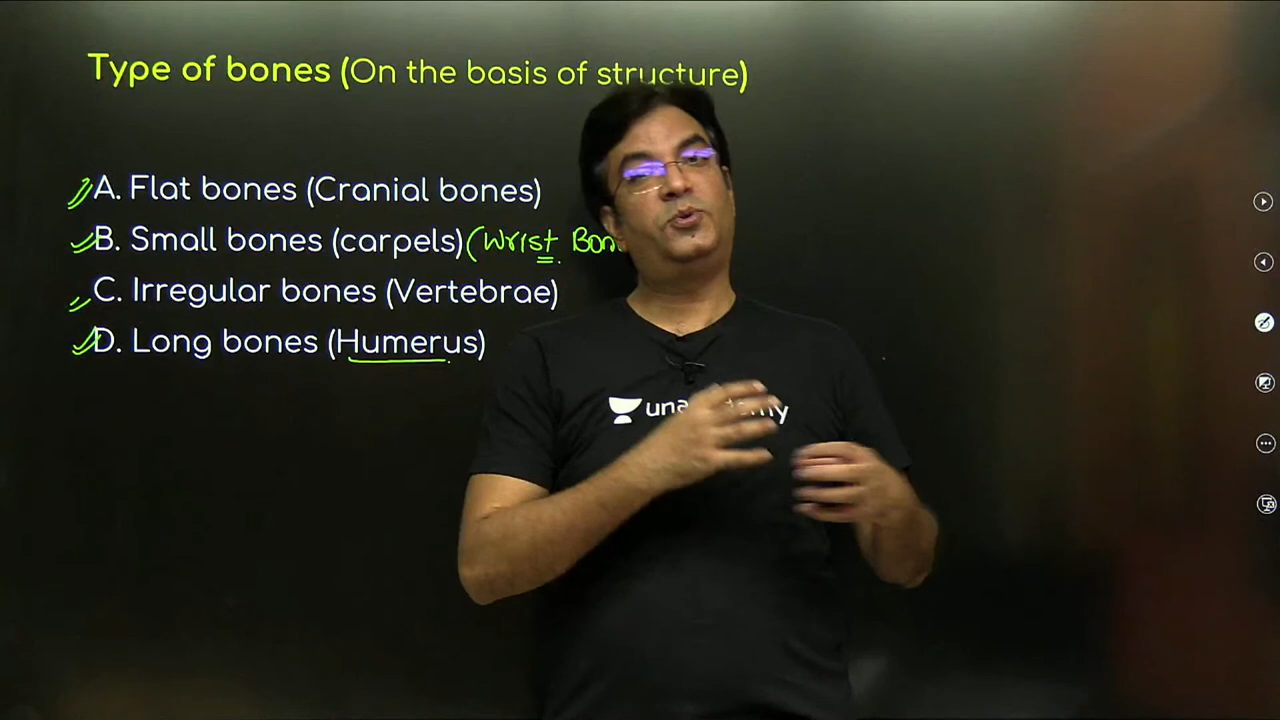 Type of bones (On the basis of structure)
A. Flat bones (Cranial bones)
B. Small bones (carpels) (Wrist
C. Irregular bones (Vertebrae)
D. Long bones (Humerus)